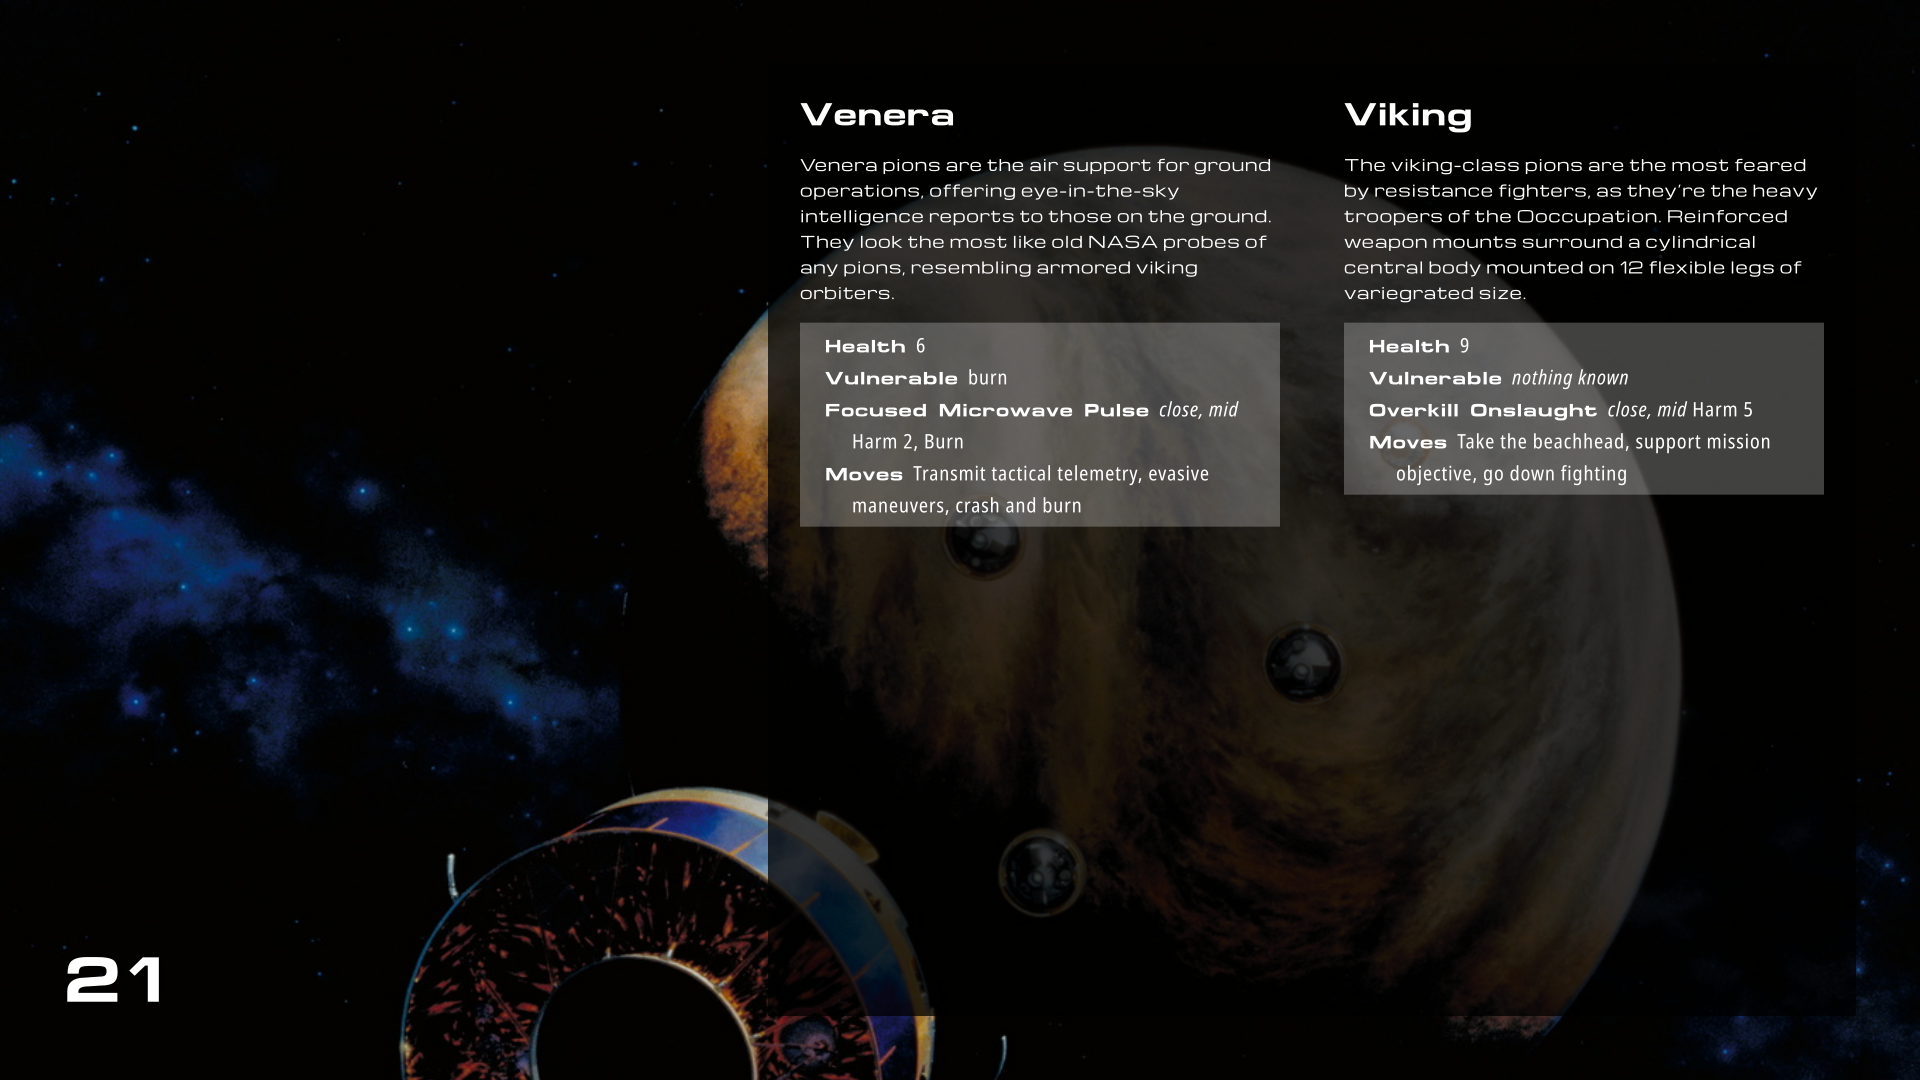 Venera
Venera pions are the air support for ground
operations, offering eye-in-the-sky
intelligence reports to those on the ground.
They look the most like old NASA probes of
any pions, resembling armored viking
orbiters.
Health 6
Vulnerable burn
Focused Microwave Pulse close, mid
Harm 2, Burn
Moves Transmit tactical telemetry, evasive
maneuvers, crash and burn
Viking
The viking-class pions are the most feared
by resistance fighters, as they're the heavy
troopers of the Ooccupation. Reinforced
weapon mounts surround a cylindrical
central body mounted on 12 flexible legs of
variegrated size.
Health 9
Vulnerable nothing known
Overkill Onslaught close, mid Harm 5
Moves Take the beachhead, support mission
objective, go down fighting
21